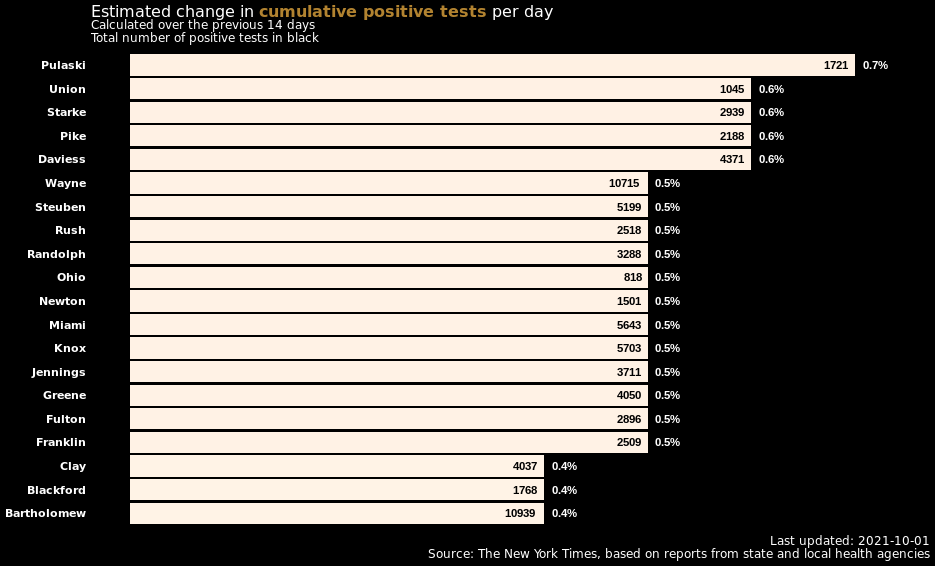 Estimated change in cumulative positive tests per day
Calculated over the previous 14 days
Total number of positive tests in black
Pulaski 1721 0.7%
Union 1045 0.6%
Starke 2939 0.6%
Pike 2188 0.6%
Daviess 4371 0.6%
Wayne 10715 0.5%
Steuben 5199 0.5%
Rush 2518 0.5%
Randolph 3288 0.5%
Ohio 818 0.5%
Newton 1501 0.5%
Miami 5643 0.5%
Knox 5703 0.5%
Jennings 3711 0.5%
Greene 4050 0.5%
Fulton 2896 0.5%
Franklin 2509 0.5%
Clay 4037 0.4%
Blackford 1768 0.4%
Bartholomew 10939 0.4%
Last updated: 2021-10-01
Source: The New York Times, based on reports from state and local health agencies